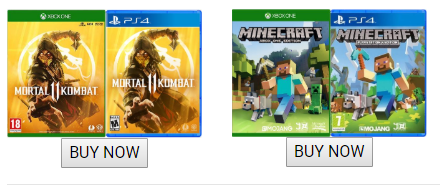 XBOX ONE
PS4
MORTAL KOMBAT
11
18
MORTAL KOMBAT
11
BUY NOW
XBOX ONE
PS4
MINECRAFT
MOJANG
MINECRAFT
7
MOJANG
BUY NOW